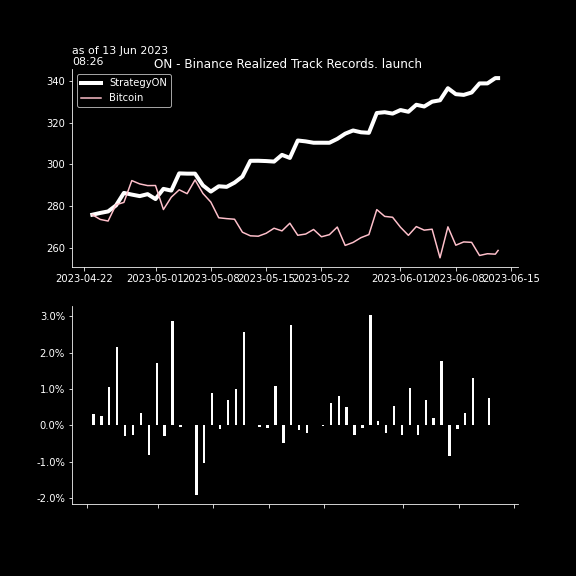 as of 13 Jun 2023
08:26
ON - Binance Realized Track Records. launch
StrategyON
Bitcoin
340
320
300
280
260
2023-04-22 2023-05-01 2023-05-08 2023-05-15 2023-05-22 2023-06-01 2023-06-08 2023-06-15
3.0%
2.0%
1.0%
0.0%
-1.0%
-2.0%